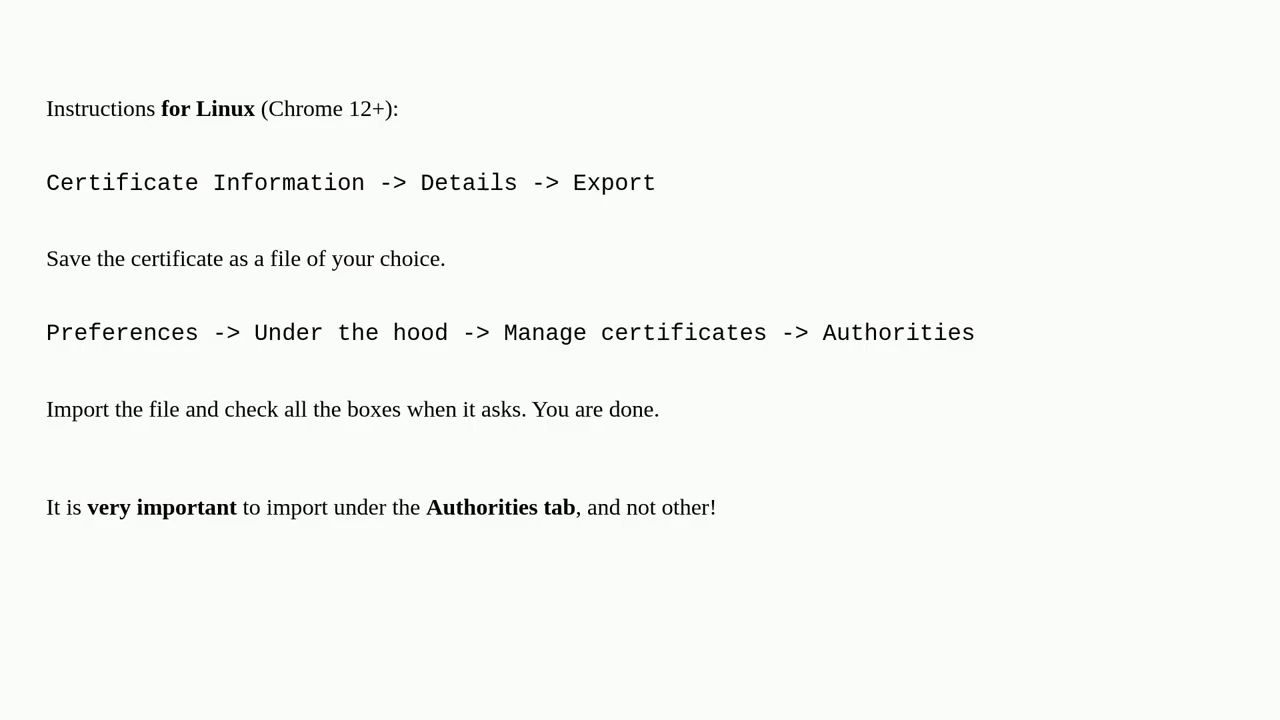 Instructions for Linux (Chrome 12+):
Certificate Information -> Details -> Export
Save the certificate as a file of your choice.
Preferences -> Under the hood -> Manage certificates -> Authorities
Import the file and check all the boxes when it asks. You are done.
It is very important to import under the Authorities tab, and not other!